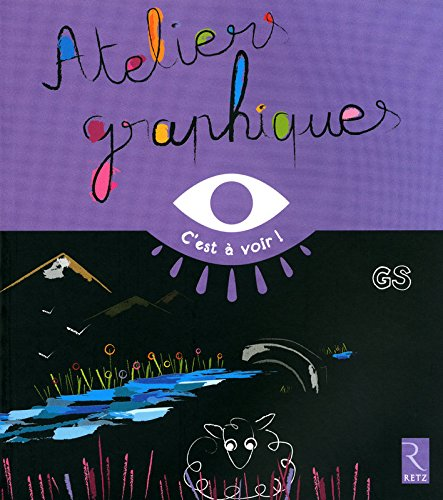 Ateliers
graphiques
C'est à voir !
GS
R
RETZ